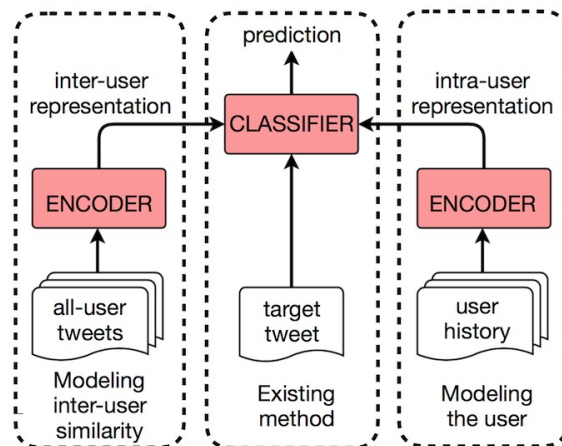 prediction
inter-user
representation
CLASSIFIER
intra-user
representation
ENCODER
ENCODER
all-user
tweets
target
tweet
user
history
Modeling
inter-user
similarity
Existing
method
Modeling
the user